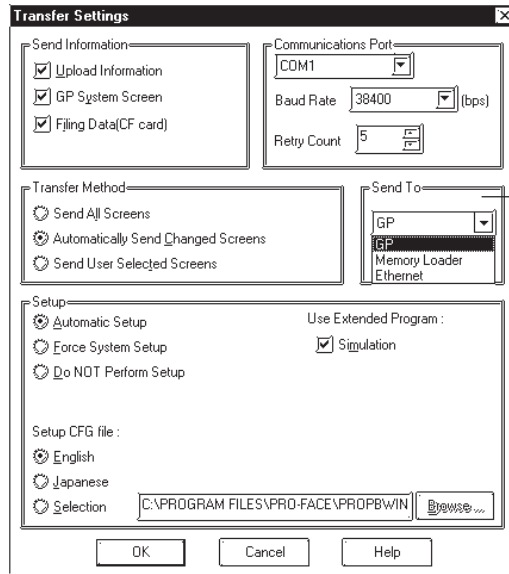 Transfer Settings
Send Information
Upload Information
GP System Screen
Filing Data(CF card)
Communications Port
COM1
Baud Rate 38400 (bps)
Retry Count 5
Transfer Method
Send All Screens
Automatically Send Changed Screens
Send User Selected Screens
Send To
GP
GP
Memory Loader
Ethernet
Setup
Automatic Setup
Force System Setup
Do NOT Perform Setup
Use Extended Program :
Simulation
Setup CFG file :
English
Japanese
Selection C:\PROGRAM FILES\PRO-FACE\PROPBWIN Browse...
OK Cancel Help